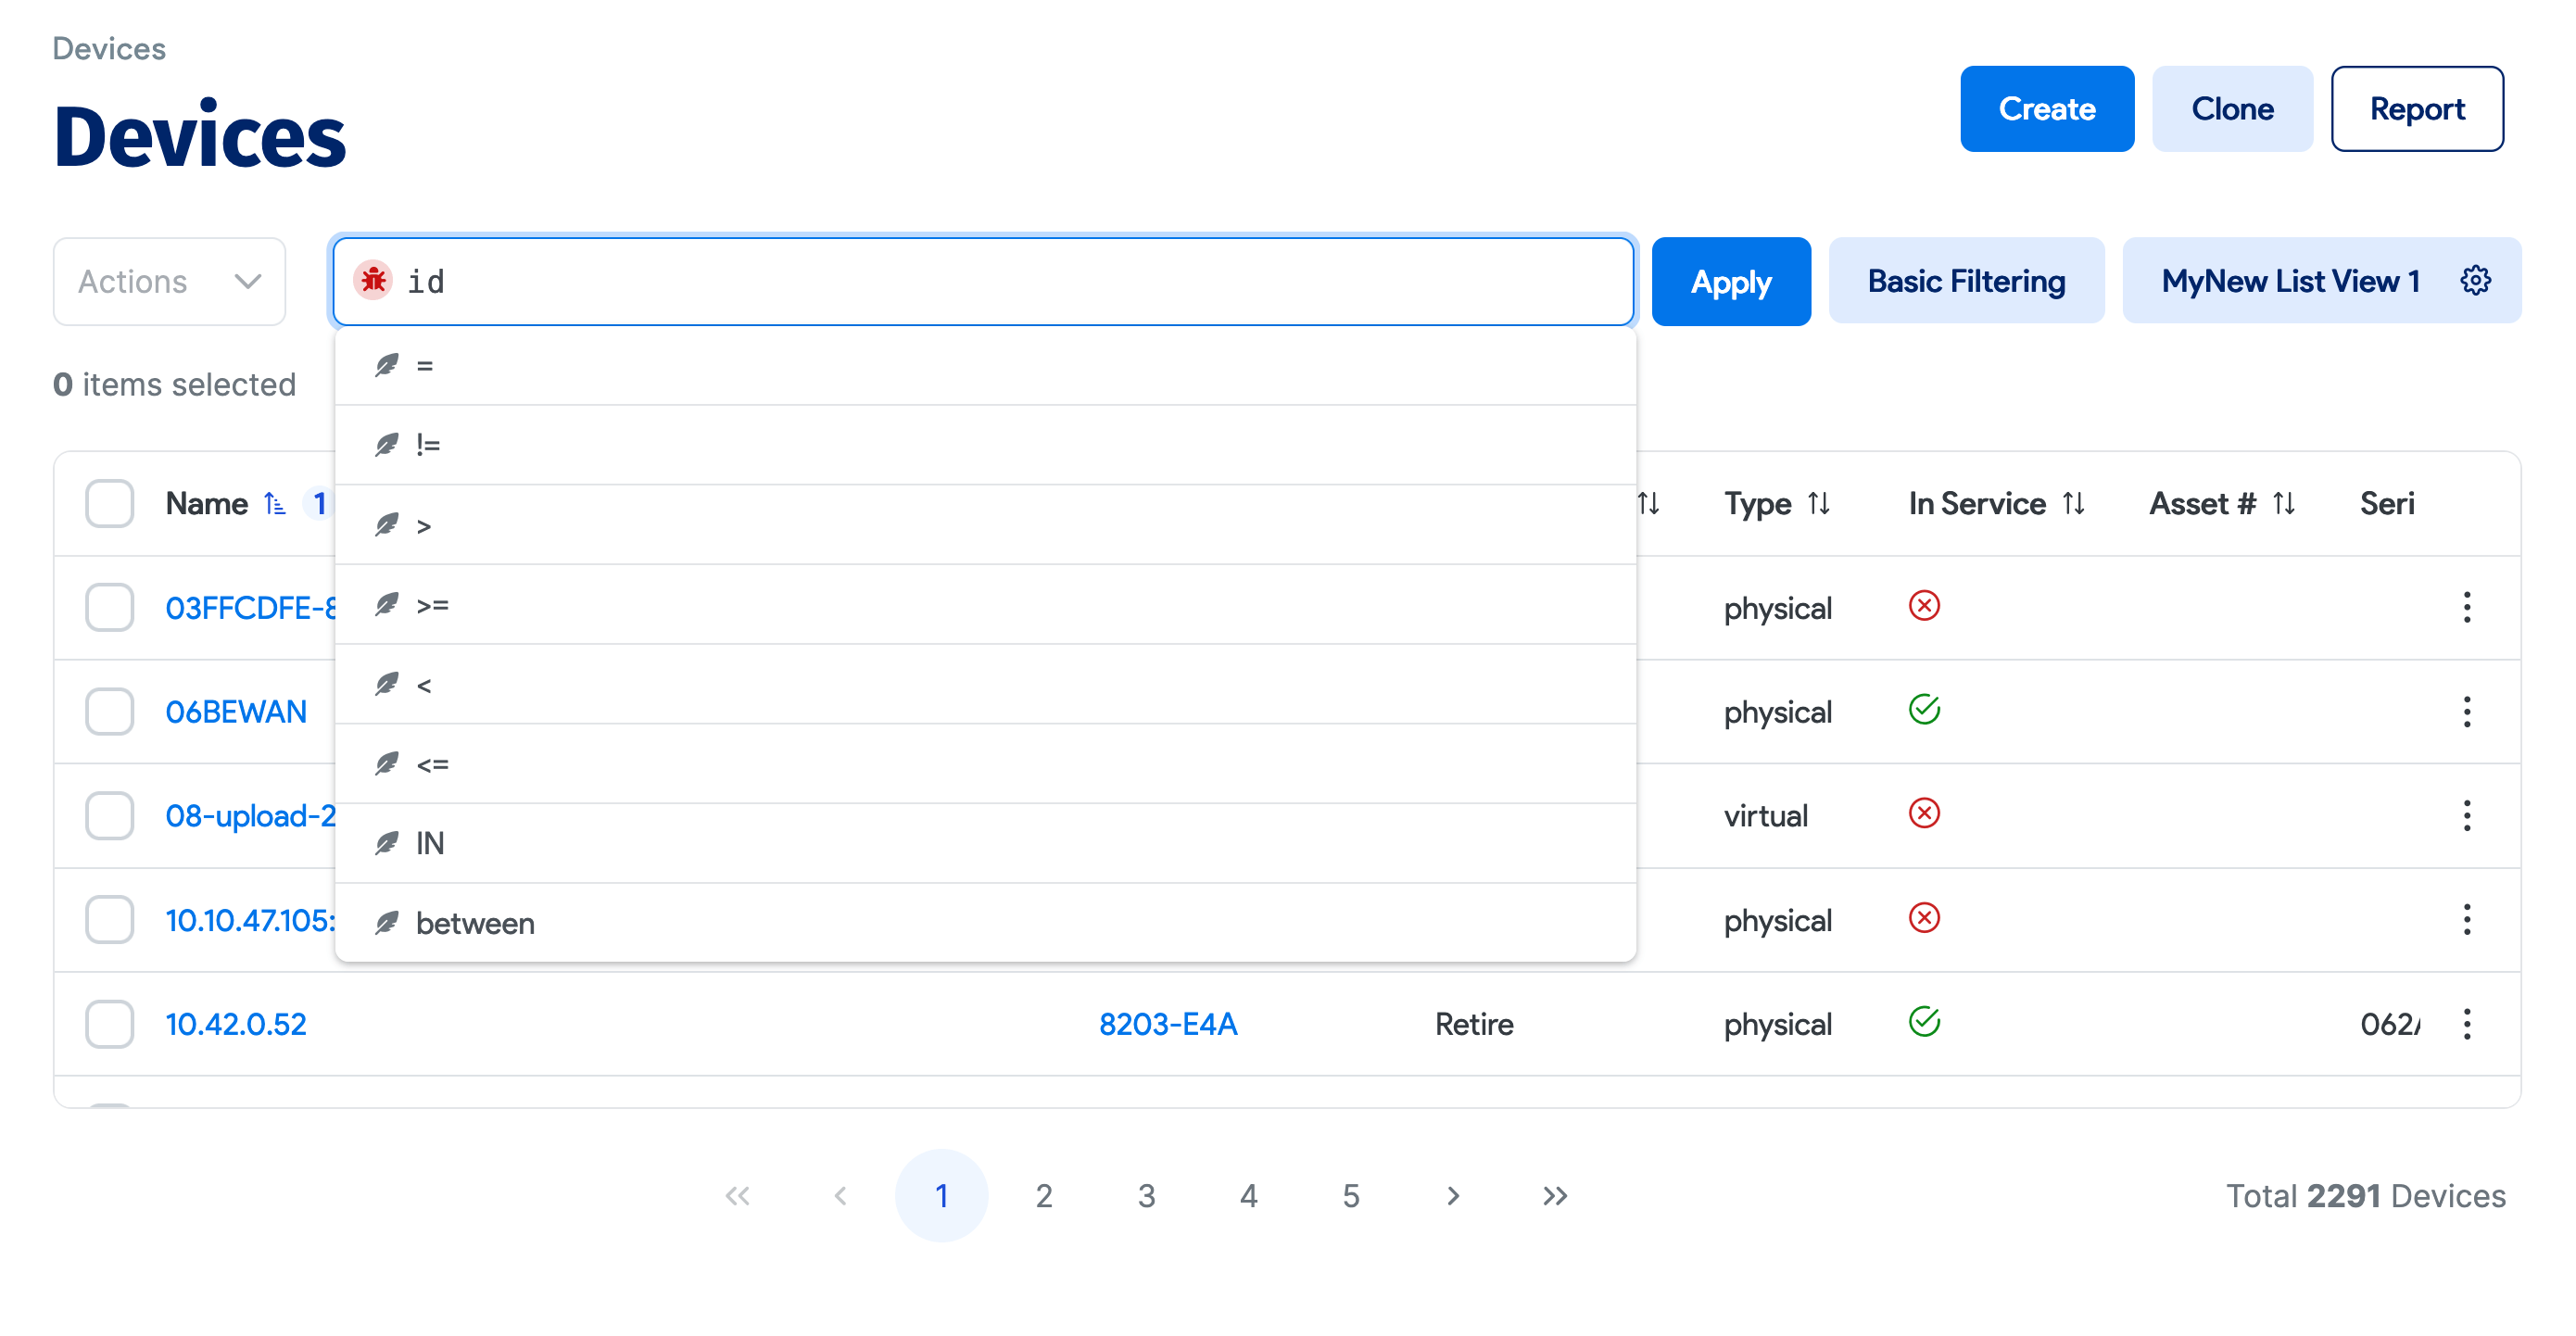 Devices
Devices
Create
Clone
Report
Actions
id
Apply
Basic Filtering
MyNew List View 1
=
!=
>
>=
<
<=
IN
between
0 items selected
Name 1 Type In Service Asset # Seri
03FFCDFE-8 physical
06BEWAN physical
08-upload-2 virtual
10.10.47.105: physical
10.42.0.52 8203-E4A Retire physical 062
« ‹ 1 2 3 4 5 › »
Total 2291 Devices